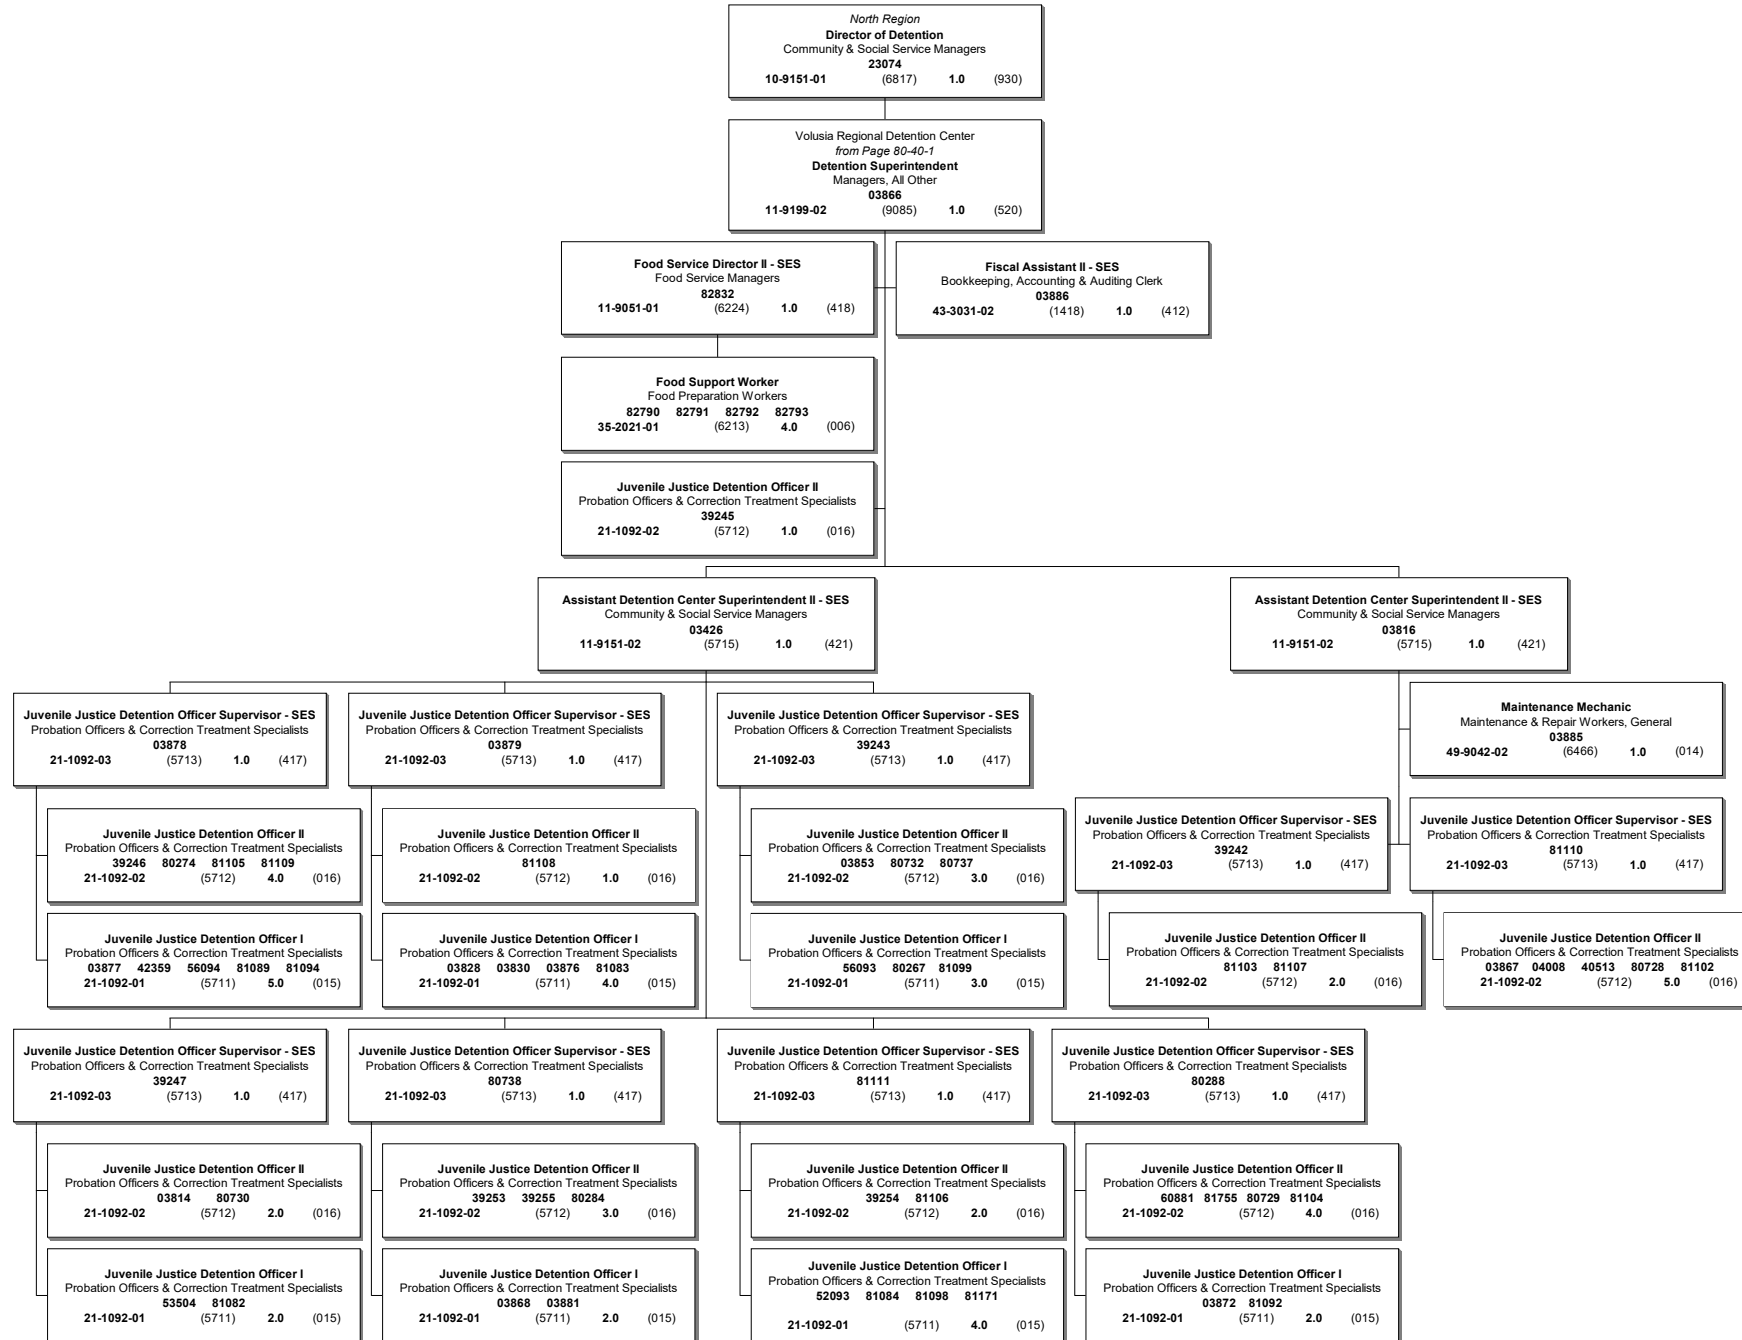 North Region
Director of Detention
Community & Social Service Managers
23074
10-9151-01 (6817) 1.0 (930)
Volusia Regional Detention Center
from Page 80-40-1
Detention Superintendent
Managers, All Other
03866
11-9199-02 (9085) 1.0 (520)
Food Service Director II - SES
Food Service Managers
82832
11-9051-01 (6224) 1.0 (418)
Fiscal Assistant II - SES
Bookkeeping, Accounting & Auditing Clerk
03886
43-3031-02 (1418) 1.0 (412)
Food Support Worker
Food Preparation Workers
82790 82791 82792 82793
35-2021-01 (6213) 4.0 (006)
Juvenile Justice Detention Officer II
Probation Officers & Correction Treatment Specialists
39245
21-1092-02 (5712) 1.0 (016)
Assistant Detention Center Superintendent II - SES
Community & Social Service Managers
03426
11-9151-02 (5715) 1.0 (421)
Assistant Detention Center Superintendent II - SES
Community & Social Service Managers
03816
11-9151-02 (5715) 1.0 (421)
Juvenile Justice Detention Officer Supervisor - SES
Probation Officers & Correction Treatment Specialists
03878
21-1092-03 (5713) 1.0 (417)
Juvenile Justice Detention Officer Supervisor - SES
Probation Officers & Correction Treatment Specialists
03879
21-1092-03 (5713) 1.0 (417)
Juvenile Justice Detention Officer Supervisor - SES
Probation Officers & Correction Treatment Specialists
39243
21-1092-03 (5713) 1.0 (417)
Maintenance Mechanic
Maintenance & Repair Workers, General
03885
49-9042-02 (6466) 1.0 (014)
Juvenile Justice Detention Officer II
Probation Officers & Correction Treatment Specialists
39246 80274 81105 81109
21-1092-02 (5712) 4.0 (016)
Juvenile Justice Detention Officer II
Probation Officers & Correction Treatment Specialists
81108
21-1092-02 (5712) 1.0 (016)
Juvenile Justice Detention Officer II
Probation Officers & Correction Treatment Specialists
03853 80732 80737
21-1092-02 (5712) 3.0 (016)
Juvenile Justice Detention Officer Supervisor - SES
Probation Officers & Correction Treatment Specialists
39242
21-1092-03 (5713) 1.0 (417)
Juvenile Justice Detention Officer Supervisor - SES
Probation Officers & Correction Treatment Specialists
81110
21-1092-03 (5713) 1.0 (417)
Juvenile Justice Detention Officer I
Probation Officers & Correction Treatment Specialists
03877 42359 56094 81089 81094
21-1092-01 (5711) 5.0 (015)
Juvenile Justice Detention Officer I
Probation Officers & Correction Treatment Specialists
03828 03830 03876 81083
21-1092-01 (5711) 4.0 (015)
Juvenile Justice Detention Officer I
Probation Officers & Correction Treatment Specialists
56093 80267 81099
21-1092-01 (5711) 3.0 (015)
Juvenile Justice Detention Officer II
Probation Officers & Correction Treatment Specialists
81103 81107
21-1092-02 (5712) 2.0 (016)
Juvenile Justice Detention Officer II
Probation Officers & Correction Treatment Specialists
03867 04008 40513 80728 81102
21-1092-02 (5712) 5.0 (016)
Juvenile Justice Detention Officer Supervisor - SES
Probation Officers & Correction Treatment Specialists
39247
21-1092-03 (5713) 1.0 (417)
Juvenile Justice Detention Officer Supervisor - SES
Probation Officers & Correction Treatment Specialists
80738
21-1092-03 (5713) 1.0 (417)
Juvenile Justice Detention Officer Supervisor - SES
Probation Officers & Correction Treatment Specialists
81111
21-1092-03 (5713) 1.0 (417)
Juvenile Justice Detention Officer Supervisor - SES
Probation Officers & Correction Treatment Specialists
80288
21-1092-03 (5713) 1.0 (417)
Juvenile Justice Detention Officer II
Probation Officers & Correction Treatment Specialists
03814 80730
21-1092-02 (5712) 2.0 (016)
Juvenile Justice Detention Officer II
Probation Officers & Correction Treatment Specialists
39253 39255 80284
21-1092-02 (5712) 3.0 (016)
Juvenile Justice Detention Officer II
Probation Officers & Correction Treatment Specialists
39254 81106
21-1092-02 (5712) 2.0 (016)
Juvenile Justice Detention Officer II
Probation Officers & Correction Treatment Specialists
60881 81755 80729 81104
21-1092-02 (5712) 4.0 (016)
Juvenile Justice Detention Officer I
Probation Officers & Correction Treatment Specialists
53504 81082
21-1092-01 (5711) 2.0 (015)
Juvenile Justice Detention Officer I
Probation Officers & Correction Treatment Specialists
03868 03881
21-1092-01 (5711) 2.0 (015)
Juvenile Justice Detention Officer I
Probation Officers & Correction Treatment Specialists
52093 81084 81098 81171
21-1092-01 (5711) 4.0 (015)
Juvenile Justice Detention Officer I
Probation Officers & Correction Treatment Specialists
03872 81092
21-1092-01 (5711) 2.0 (015)